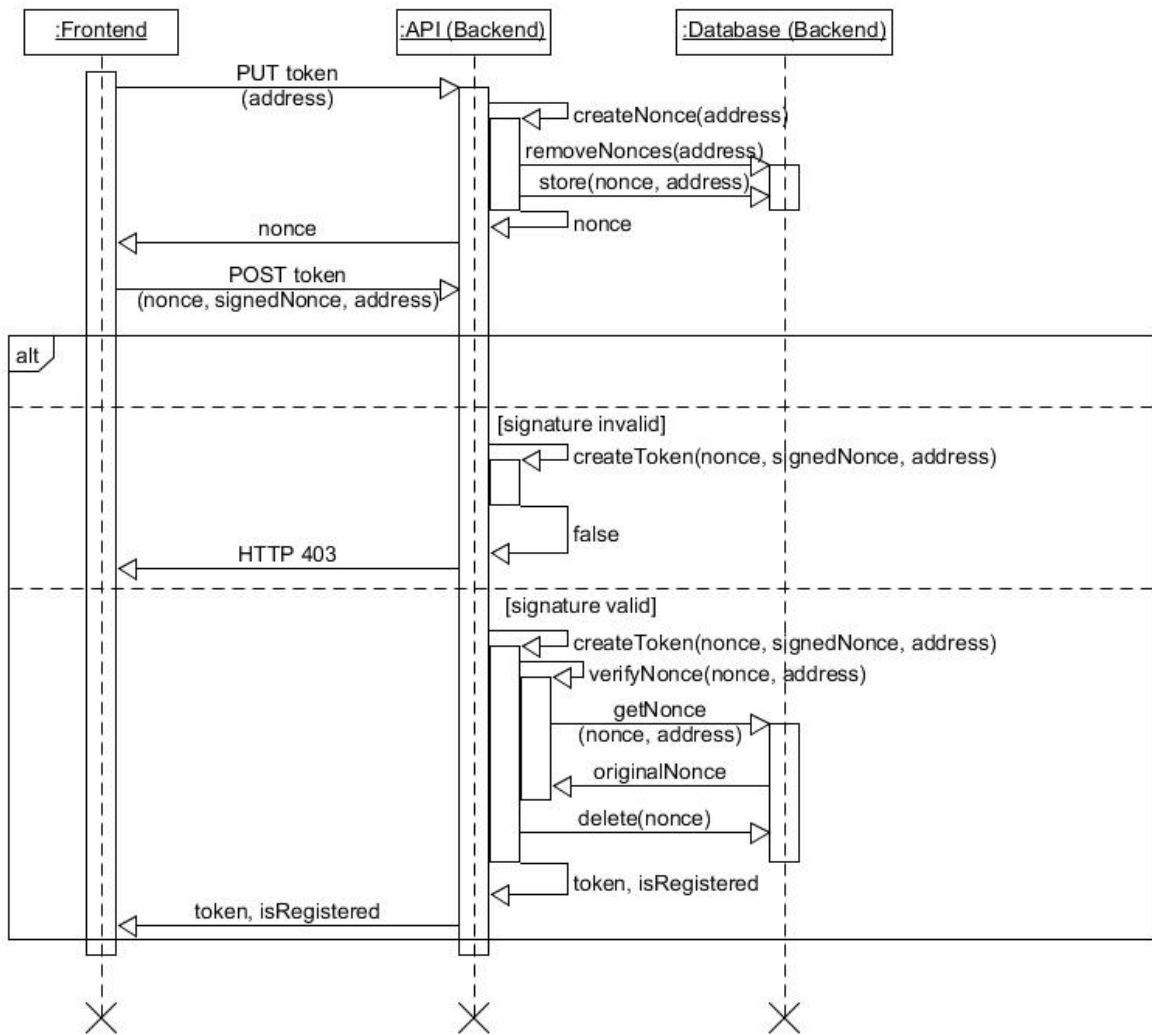 :Frontend
:API (Backend)
:Database (Backend)
PUT token
(address)
createNonce(address)
removeNonces(address)
store(nonce, address)
nonce
nonce
POST token
(nonce, signedNonce, address)
alt
[signature invalid]
createToken(nonce, signedNonce, address)
false
HTTP 403
[signature valid]
createToken(nonce, signedNonce, address)
verifyNonce(nonce, address)
getNonce
(nonce, address)
originalNonce
delete(nonce)
token, isRegistered
token, isRegistered